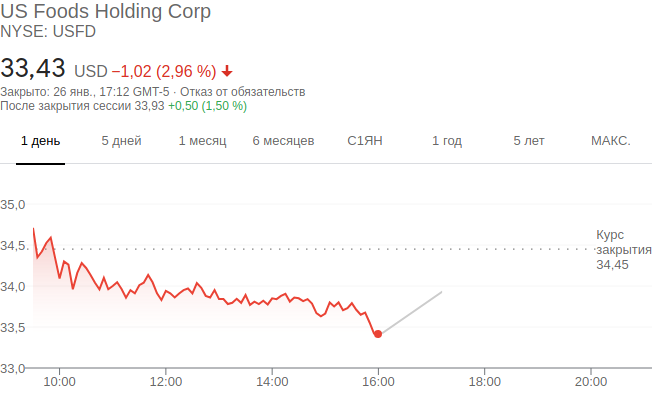 US Foods Holding Corp
NYSE: USFD
33,43 USD −1,02 (2,96 %)
Закрыто: 26 янв., 17:12 GMT-5 · Отказ от обязательств
После закрытия сессии 33,93 +0,50 (1,50 %)
1 день 5 дней 1 месяц 6 месяцев С1ЯН 1 год 5 лет МАКС.
35,0
34,5
34,0
33,5
33,0
Курс
закрытия
34,45
10:00 12:00 14:00 16:00 18:00 20:00